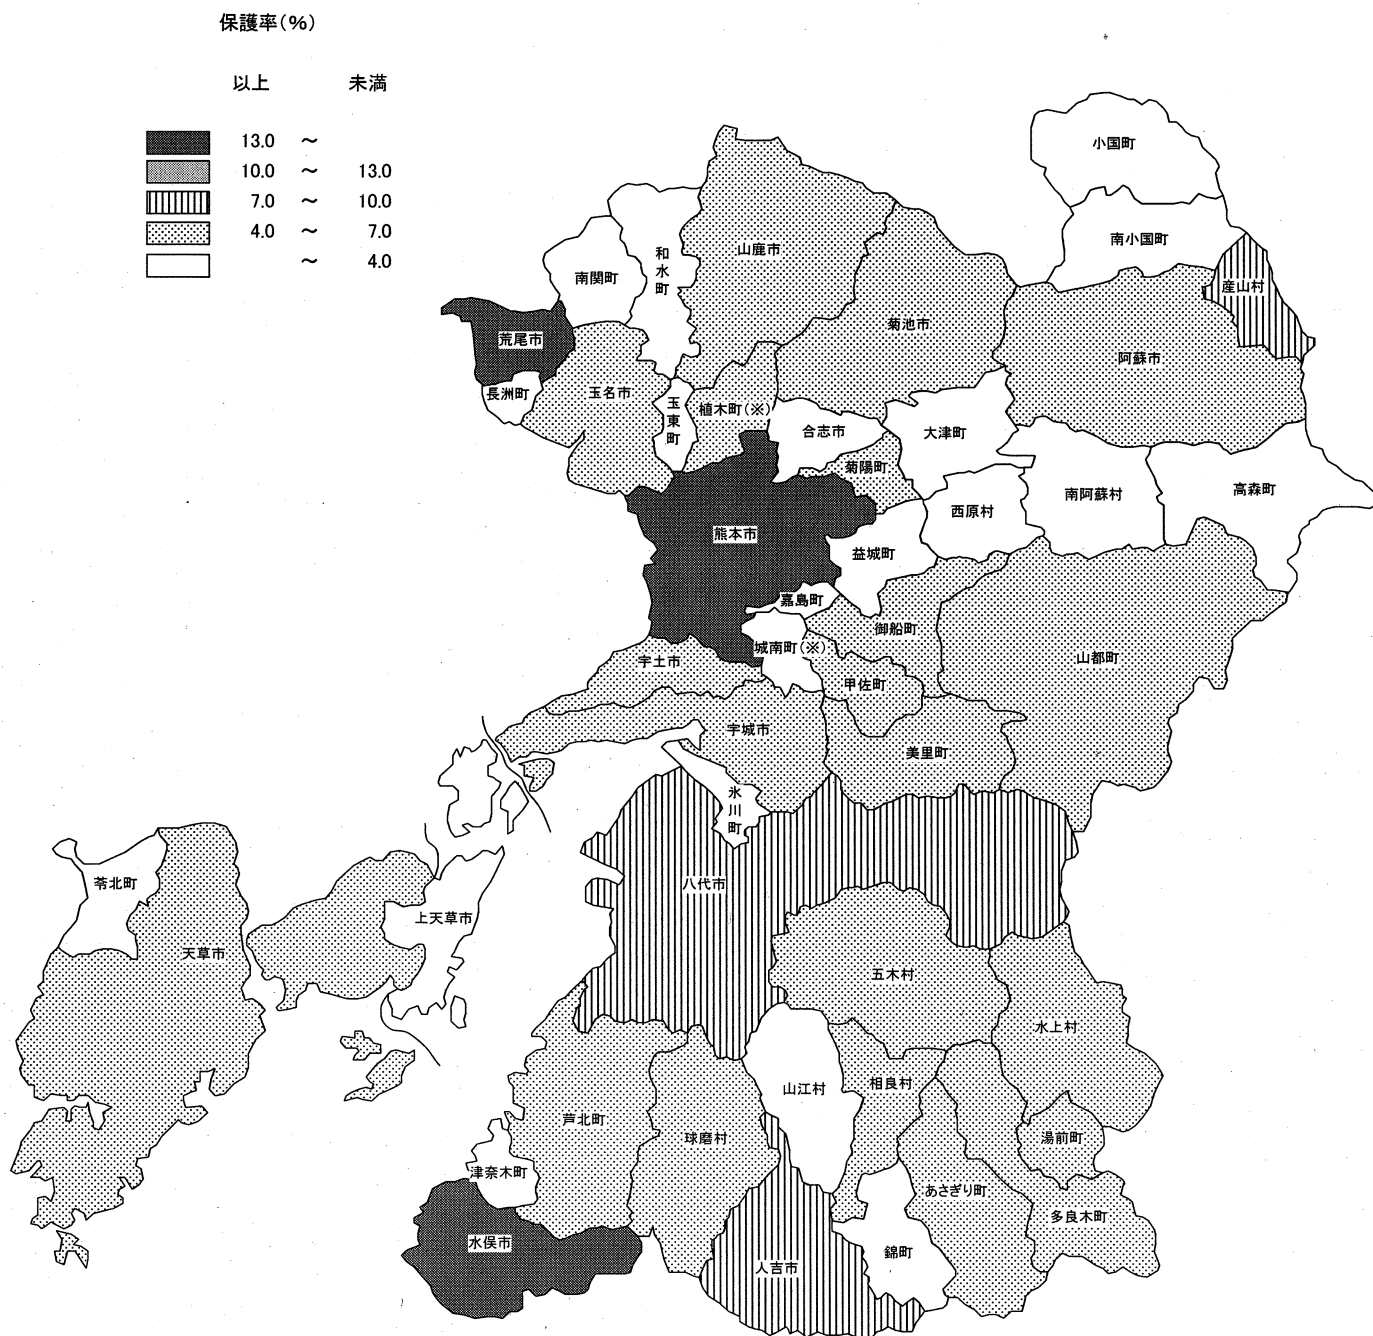 保護率(%)
以上 未満
13.0 ～
10.0 ～ 13.0
7.0 ～ 10.0
4.0 ～ 7.0
～ 4.0
小国町
南小国町
産山村
山鹿市
和水町
南関町
菊池市
阿蘇市
荒尾市
長洲町
玉名市
玉東町
植木町(※)
合志市
大津町
菊陽町
西原村
南阿蘇村
高森町
熊本市
益城町
嘉島町
御船町
城南町(※)
宇土市
甲佐町
山都町
宇城市
美里町
氷川町
八代市
苓北町
上天草市
天草市
五木村
水上村
山江村
相良村
芦北町
球磨村
湯前町
津奈木町
あさぎり町
多良木町
水俣市
錦町
人吉市